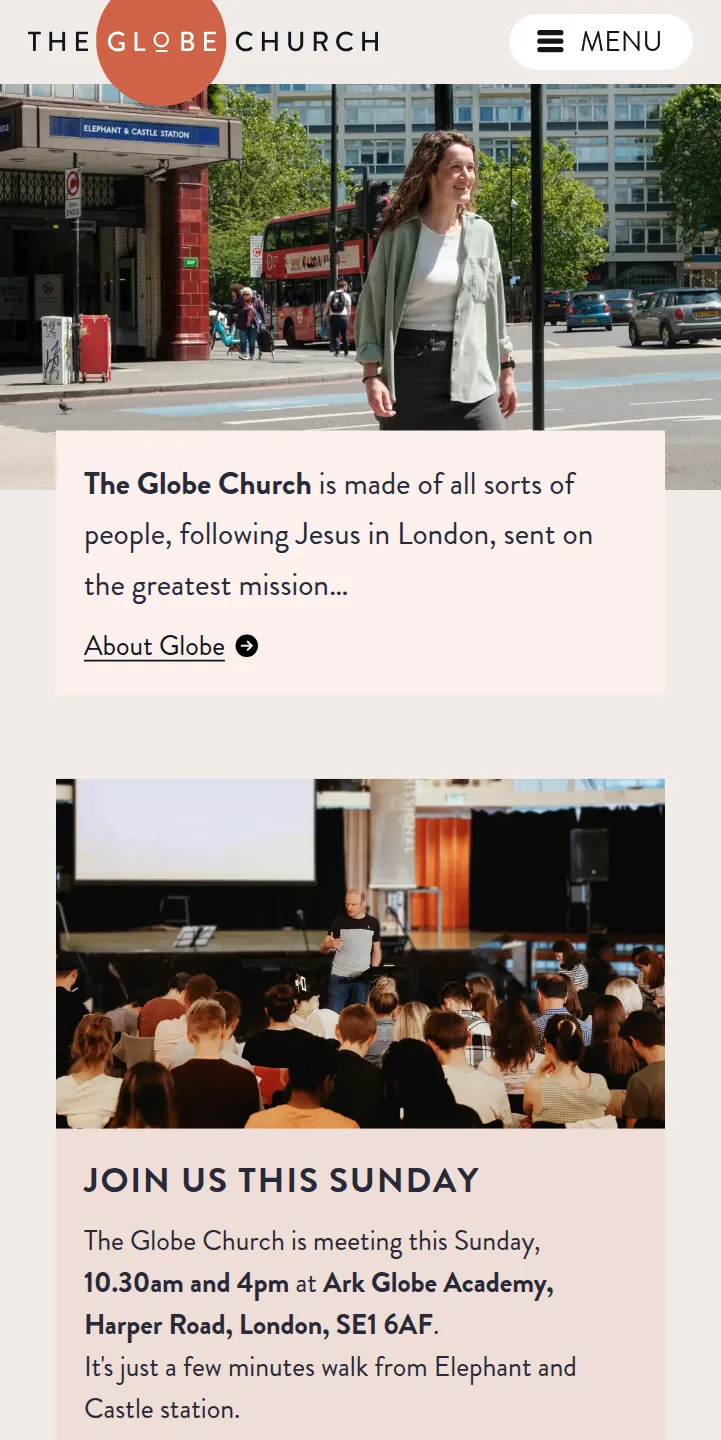 THE GLOBE CHURCH
MENU
ELEPHANT & CASTLE STATION
ENDS
The Globe Church is made of all sorts of
people, following Jesus in London, sent on
the greatest mission...
About Globe
JOIN US THIS SUNDAY
The Globe Church is meeting this Sunday,
10.30am and 4pm at Ark Globe Academy,
Harper Road, London, SE1 6AF.
It's just a few minutes walk from Elephant and
Castle station.